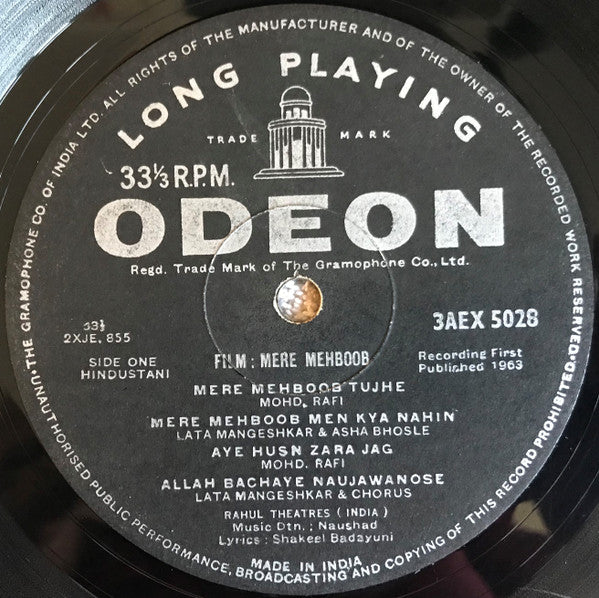 THE GRAMOPHONE CO. OF INDIA LTD. ALL RIGHTS OF THE MANUFACTURER AND OF THE OWNER OF THE RECORDED WORK RESERVED.
UNAUTHORISED PUBLIC PERFORMANCE, BROADCASTING AND COPYING OF THIS RECORD PROHIBITED.
LONG PLAYING
TRADE MARK
33⅓ R.P.M.
ODEON
Regd. Trade Mark of The Gramophone Co., Ltd.
33⅓
2XJE. 855
3AEX 5028
SIDE ONE
HINDUSTANI
FILM : MERE MEHBOOB
Recording First
Published 1963
MERE MEHBOOB TUJHE
MOHD. RAFI
MERE MEHBOOB MEN KYA NAHIN
LATA MANGESHKAR & ASHA BHOSLE
AYE HUSN ZARA JAG
MOHD. RAFI
ALLAH BACHAYE NAUJAWANOSE
LATA MANGESHKAR & CHORUS
RAHUL THEATRES ( INDIA )
Music Dtn. : Naushad
Lyrics : Shakeel Badayuni
MADE IN INDIA